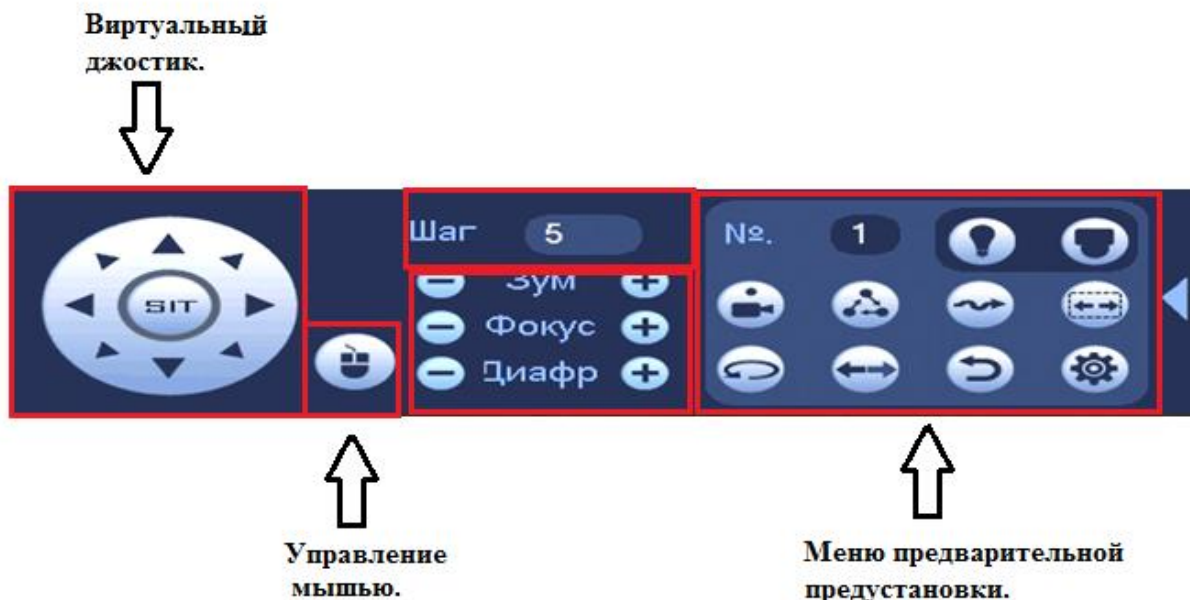 Виртуальный
джостик.
Шаг 5
№. 1
SIT
Зум
Фокус
Диафр
Управление
мышью.
Меню предварительной
предустановки.